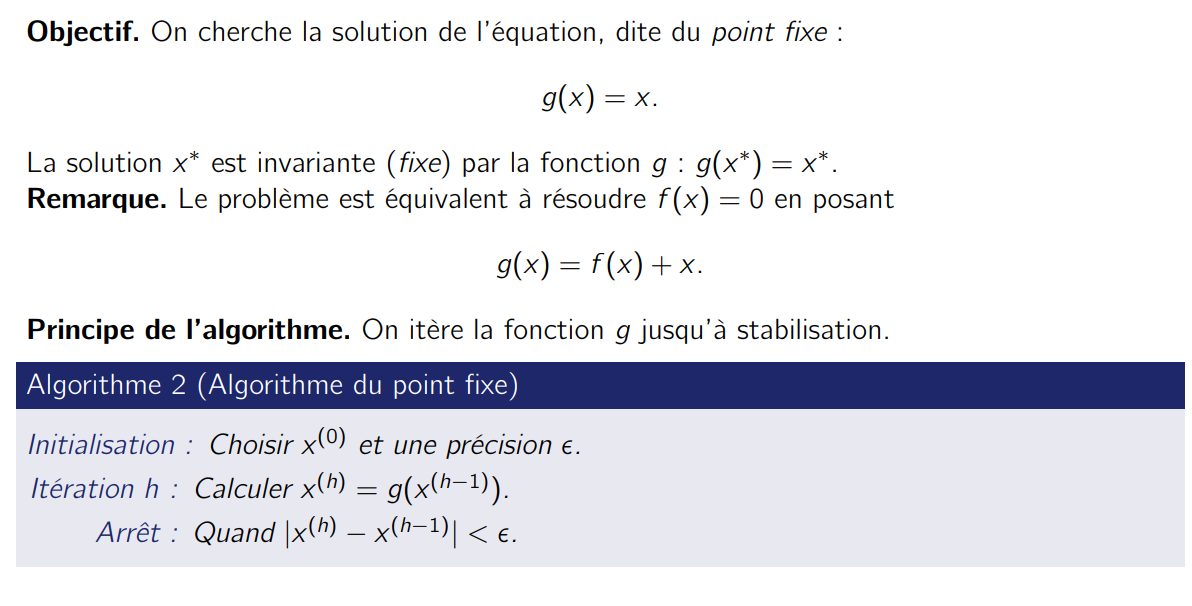 Objectif. On cherche la solution de l'équation, dite du point fixe :
g(x) = x.
La solution x* est invariante (fixe) par la fonction g : g(x*) = x*.
Remarque. Le problème est équivalent à résoudre f(x) = 0 en posant
g(x) = f(x) + x.
Principe de l'algorithme. On itère la fonction g jusqu'à stabilisation.
Algorithme 2 (Algorithme du point fixe)
Initialisation : Choisir x^(0) et une précision ϵ.
Itération h : Calculer x^(h) = g(x^(h−1)).
Arrêt : Quand |x^(h) − x^(h−1)| < ϵ.